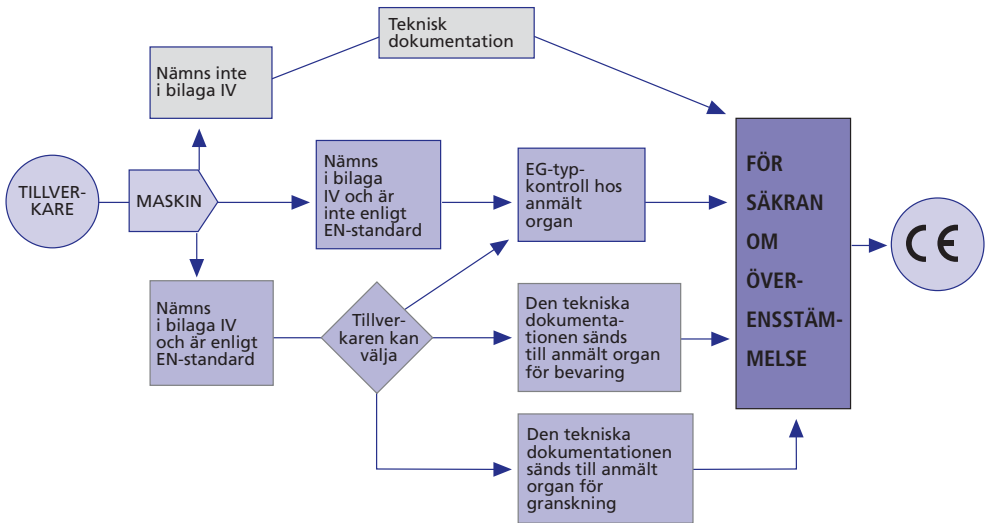 Teknisk
dokumentation
Nämns inte
i bilaga IV
TILLVER-
KARE
MASKIN
Nämns
i bilaga
IV och är
inte enligt
EN-standard
EG-typ-
kontroll hos
anmält
organ
FÖR
SÄKRAN
OM
ÖVER-
ENSSTÄM-
MELSE
CE
Nämns
i bilaga IV
och är enligt
EN-standard
Tillver-
karen kan
välja
Den tekniska
dokumenta-
tionen sänds
till anmält organ
för bevaring
Den tekniska
dokumentationen
sänds till anmält
organ för
granskning